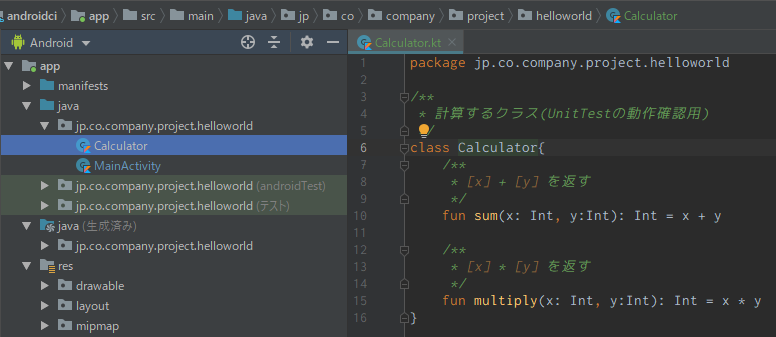 androidci app src main java jp co company project helloworld Calculator
Android
app
manifests
java
jp.co.company.project.helloworld
Calculator
MainActivity
jp.co.company.project.helloworld (androidTest)
jp.co.company.project.helloworld (テスト)
java (生成済み)
jp.co.company.project.helloworld
res
drawable
layout
mipmap
Calculator.kt
1 package jp.co.company.project.helloworld
2
3 /**
4 * 計算するクラス(UnitTestの動作確認用)
5 /
6 class Calculator{
7 /**
8 * [x] + [y] を返す
9 */
10 fun sum(x: Int, y:Int): Int = x + y
11
12 /**
13 * [x] * [y] を返す
14 */
15 fun multiply(x: Int, y:Int): Int = x * y
16 }